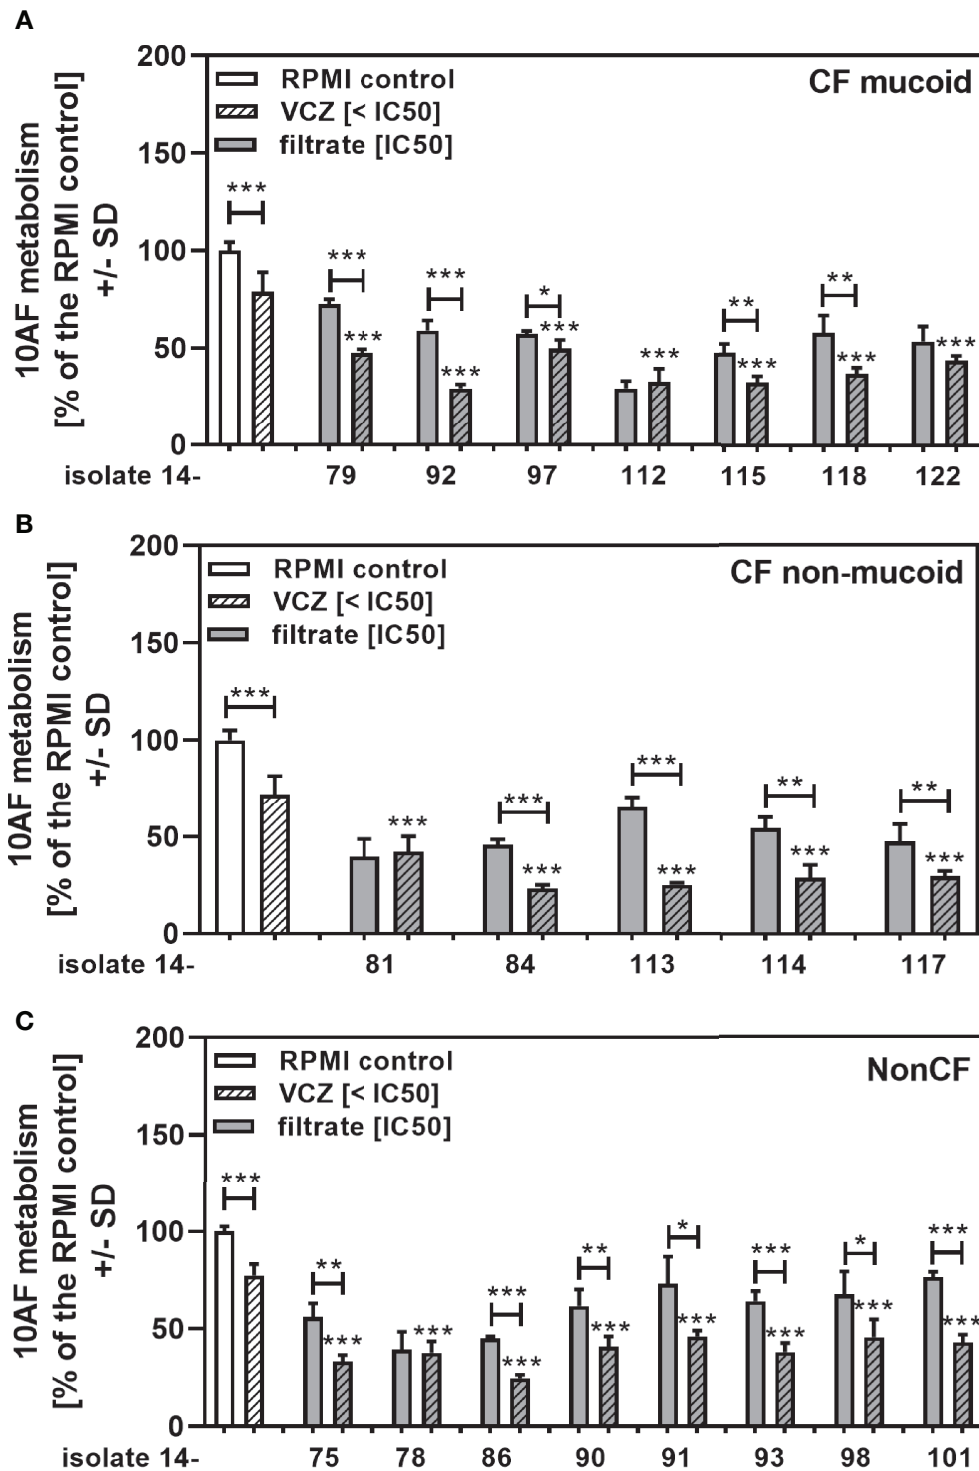 A
10AF metabolism
[% of the RPMI control]
+/- SD
200
150
100
50
0
RPMI control
VCZ [< IC50]
filtrate [IC50]
CF mucoid
*** *** *** * *** *** *** *** ** *** ** *** ***
isolate 14- 79 92 97 112 115 118 122
B
10AF metabolism
[% of the RPMI control]
+/- SD
200
150
100
50
0
RPMI control
VCZ [< IC50]
filtrate [IC50]
CF non-mucoid
*** *** *** *** *** *** ** *** ** ***
isolate 14- 81 84 113 114 117
C
10AF metabolism
[% of the RPMI control]
+/- SD
200
150
100
50
0
RPMI control
VCZ [< IC50]
filtrate [IC50]
NonCF
*** ** *** *** *** *** ** *** * *** *** *** * *** *** ***
isolate 14- 75 78 86 90 91 93 98 101